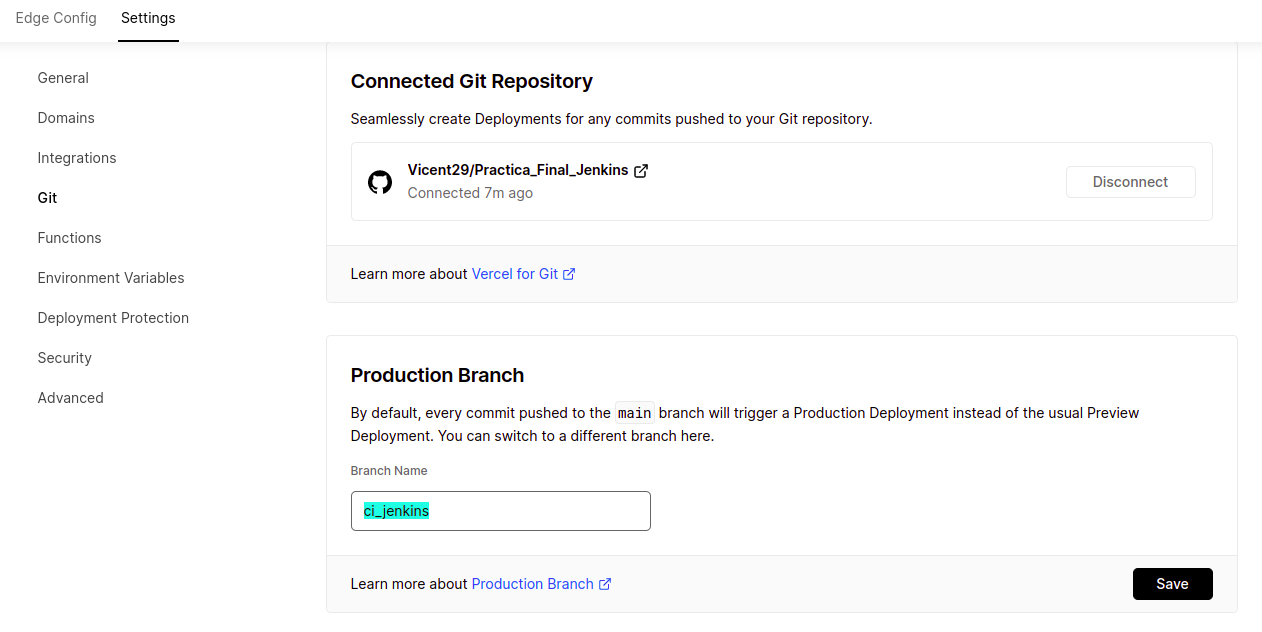 Edge Config
Settings
General
Domains
Integrations
Git
Functions
Environment Variables
Deployment Protection
Security
Advanced
Connected Git Repository
Seamlessly create Deployments for any commits pushed to your Git repository.
Vicent29/Practica_Final_Jenkins
Connected 7m ago
Disconnect
Learn more about Vercel for Git
Production Branch
By default, every commit pushed to the main branch will trigger a Production Deployment instead of the usual Preview
Deployment. You can switch to a different branch here.
Branch Name
ci_jenkins
Learn more about Production Branch
Save